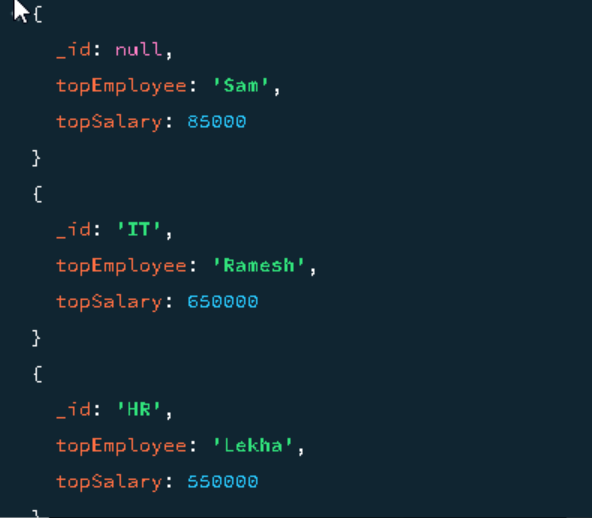 {
_id: null,
topEmployee: 'Sam',
topSalary: 85000
}
{
_id: 'IT',
topEmployee: 'Ramesh',
topSalary: 650000
}
{
_id: 'HR',
topEmployee: 'Lekha',
topSalary: 550000
}